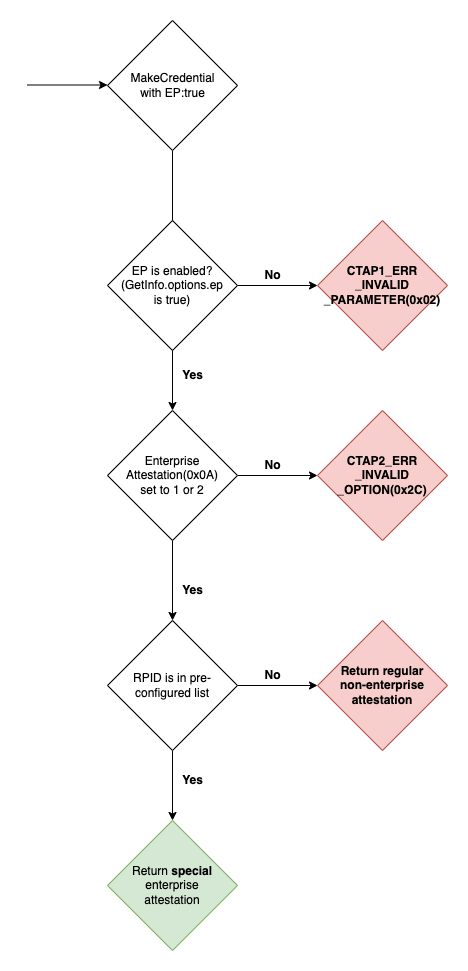 MakeCredential
with EP:true
EP is enabled?
(GetInfo.options.ep
is true)
No
CTAP1_ERR
_INVALID
_PARAMETER(0x02)
Yes
Enterprise
Attestation(0x0A)
set to 1 or 2
No
CTAP2_ERR
_INVALID
_OPTION(0x2C)
Yes
RPID is in pre-
configured list
No
Return regular
non-enterprise
attestation
Yes
Return special
enterprise
attestation